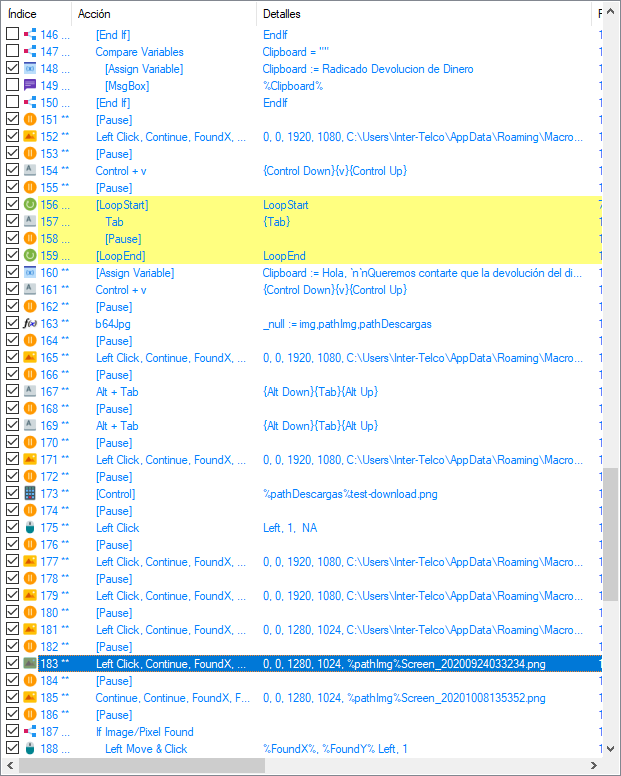 Índice Acción Detalles
146 ... [End If] EndIf 1
147 ... Compare Variables Clipboard = "" 1
148 ... [Assign Variable] Clipboard := Radicado Devolucion de Dinero 1
149 ... [MsgBox] %Clipboard% 1
150 ... [End If] EndIf 1
151 ** [Pause] 1
152 ** Left Click, Continue, FoundX, ... 0, 0, 1920, 1080, C:\Users\Inter-Telco\AppData\Roaming\Macro... 1
153 ** [Pause] 1
154 ** Control + v {Control Down}{v}{Control Up} 1
155 ** [Pause] 1
156 ... [LoopStart] LoopStart 7
157 ... Tab {Tab} 1
158 ... [Pause] 1
159 ... [LoopEnd] LoopEnd 1
160 ** [Assign Variable] Clipboard := Hola, `n`nQueremos contarte que la devolución del di... 1
161 ** Control + v {Control Down}{v}{Control Up} 1
162 ** [Pause] 1
163 ** b64Jpg _null := img,pathImg,pathDescargas 1
164 ** [Pause] 1
165 ** Left Click, Continue, FoundX, ... 0, 0, 1920, 1080, C:\Users\Inter-Telco\AppData\Roaming\Macro... 1
166 ** [Pause] 1
167 ** Alt + Tab {Alt Down}{Tab}{Alt Up} 1
168 ** [Pause] 1
169 ** Alt + Tab {Alt Down}{Tab}{Alt Up} 1
170 ** [Pause] 1
171 ** Left Click, Continue, FoundX, ... 0, 0, 1920, 1080, C:\Users\Inter-Telco\AppData\Roaming\Macro... 1
172 ** [Pause] 1
173 ** [Control] %pathDescargas%test-download.png 1
174 ** [Pause] 1
175 ** Left Click Left, 1, NA 1
176 ** [Pause] 1
177 ** Left Click, Continue, FoundX, ... 0, 0, 1920, 1080, C:\Users\Inter-Telco\AppData\Roaming\Macro... 1
178 ** [Pause] 1
179 ** Left Click, Continue, FoundX, ... 0, 0, 1920, 1080, C:\Users\Inter-Telco\AppData\Roaming\Macro... 1
180 ** [Pause] 1
181 ** Left Click, Continue, FoundX, ... 0, 0, 1280, 1024, C:\Users\Inter-Telco\AppData\Roaming\Macro... 1
182 ** [Pause] 1
183 ** Left Click, Continue, FoundX, ... 0, 0, 1280, 1024, %pathImg%Screen_20200924033234.png 1
184 ** [Pause] 1
185 ** Continue, Continue, FoundX, F... 0, 0, 1280, 1024, %pathImg%Screen_20201008135352.png 1
186 ** [Pause] 1
187 ... If Image/Pixel Found 1
188 ... Left Move & Click %FoundX%, %FoundY% Left, 1 1